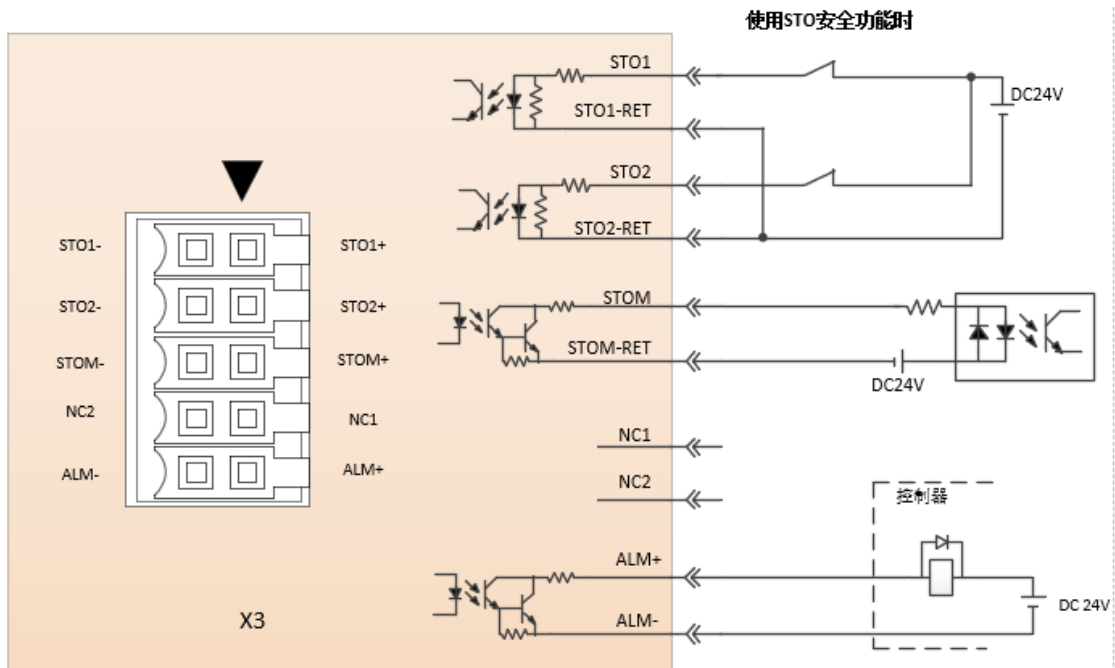 使用STO安全功能时
STO1
DC24V
STO1-RET
STO2
STO2-RET
STO1-
STO1+
STO2-
STO2+
STOM
STOM-
STOM+
STOM-RET
DC24V
NC2
NC1
NC1
ALM-
ALM+
NC2
控制器
ALM+
DC 24V
X3
ALM-